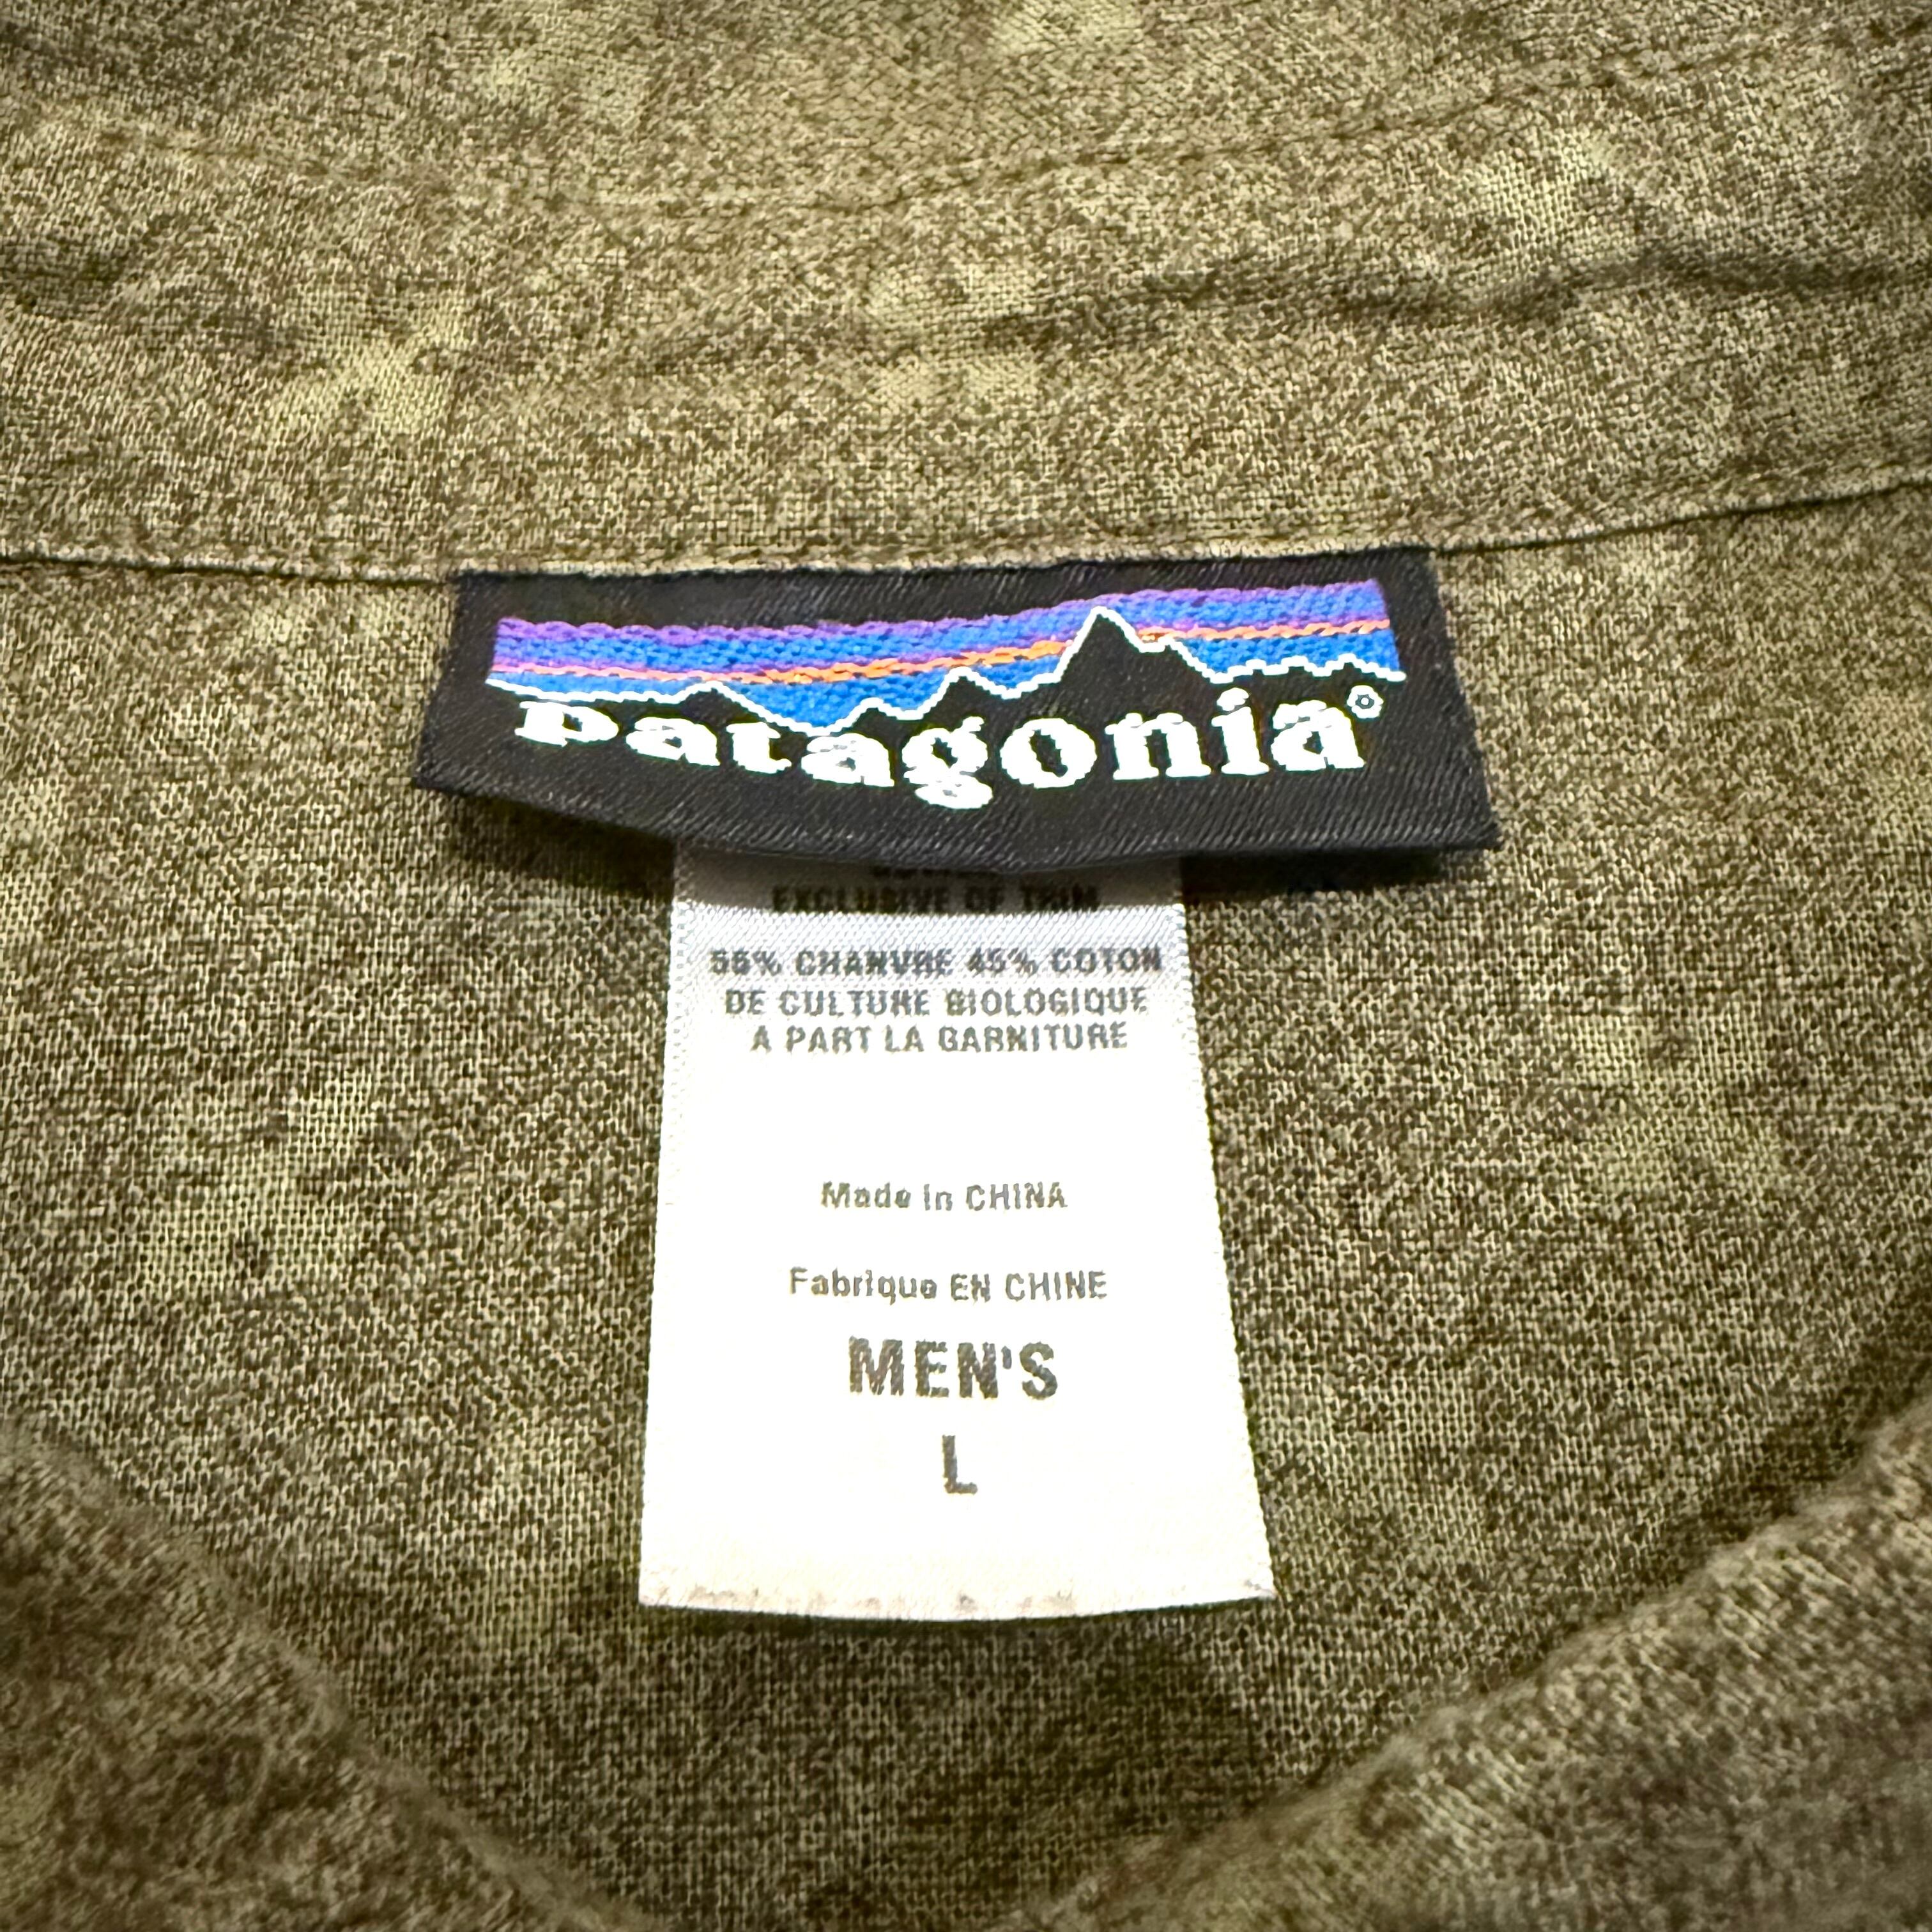 patagonia®
EXCLUSIVE OF TRIM
55% CHANVRE 45% COTON
DE CULTURE BIOLOGIQUE
A PART LA GARNITURE
Made in CHINA
Fabrique EN CHINE
MEN'S
L